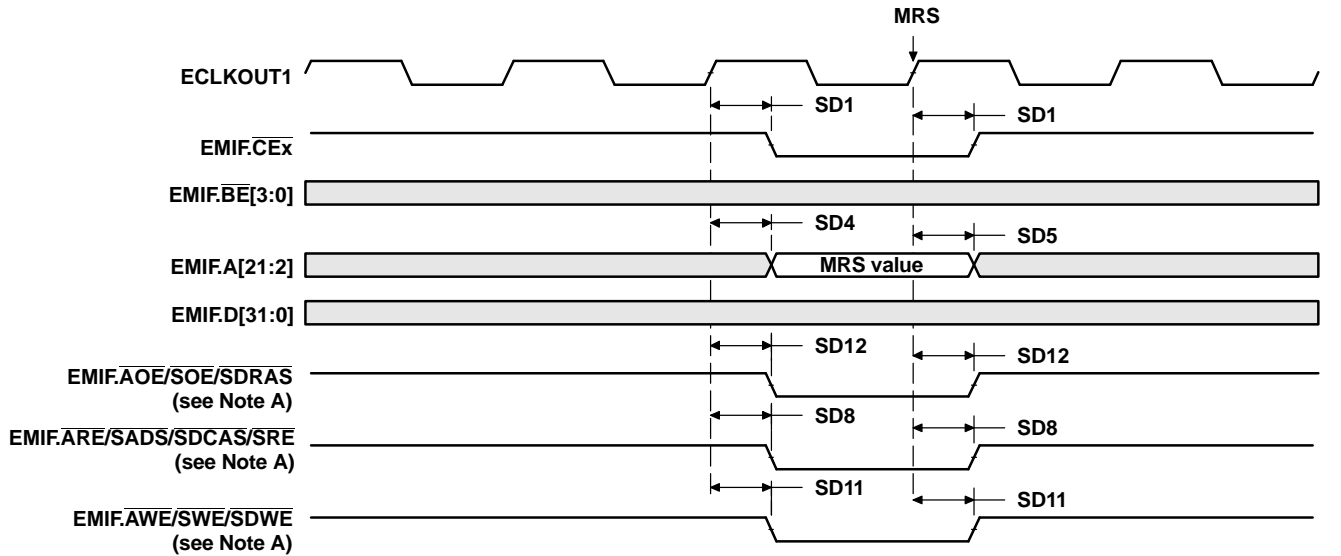 MRS
ECLKOUT1
SD1
SD1
EMIF.CEx
EMIF.BE[3:0]
SD4
SD5
EMIF.A[21:2]
MRS value
EMIF.D[31:0]
SD12
SD12
EMIF.AOE/SOE/SDRAS
(see Note A)
SD8
SD8
EMIF.ARE/SADS/SDCAS/SRE
(see Note A)
SD11
SD11
EMIF.AWE/SWE/SDWE
(see Note A)